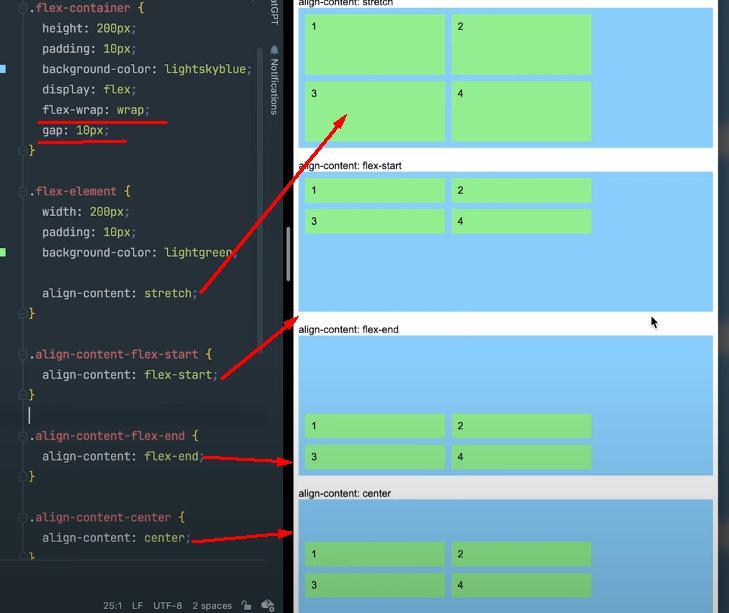 .flex-container {
height: 200px;
padding: 10px;
background-color: lightskyblue;
display: flex;
flex-wrap: wrap;
gap: 10px;
}
.flex-element {
width: 200px;
padding: 10px;
background-color: lightgreen;
align-content: stretch;
}
.align-content-flex-start {
align-content: flex-start;
}
.align-content-flex-end {
align-content: flex-end;
}
.align-content-center {
align-content: center;
}
25:1 LF UTF-8 2 spaces
atGPT
Notifications
align-content: stretch
1 2
3 4
align-content: flex-start
1 2
3 4
align-content: flex-end
1 2
3 4
align-content: center
1 2
3 4